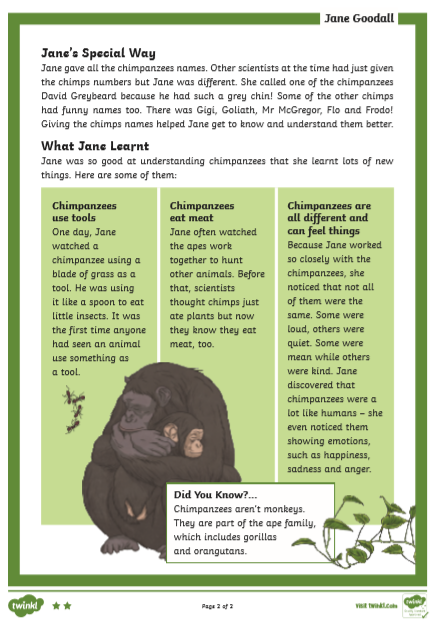 Jane Goodall
Jane's Special Way
Jane gave all the chimpanzees names. Other scientists at the time had just given
the chimps numbers but Jane was different. She called one of the chimpanzees
David Greybeard because he had such a grey chin! Some of the other chimps
had funny names too. There was Gigi, Goliath, Mr McGregor, Flo and Frodo!
Giving the chimps names helped Jane get to know and understand them better.
What Jane Learnt
Jane was so good at understanding chimpanzees that she learnt lots of new
things. Here are some of them:
Chimpanzees
use tools
One day, Jane
watched a
chimpanzee using a
blade of grass as a
tool. He was using
it like a spoon to eat
little insects. It was
the first time anyone
had seen an animal
use something as
a tool.
Chimpanzees
eat meat
Jane often watched
the apes work
together to hunt
other animals. Before
that, scientists
thought chimps just
ate plants but now
they know they eat
meat, too.
Chimpanzees are
all different and
can feel things
Because Jane worked
so closely with the
chimpanzees, she
noticed that not all
of them were the
same. Some were
loud, others were
quiet. Some were
mean while others
were kind. Jane
discovered that
chimpanzees were a
lot like humans – she
even noticed them
showing emotions,
such as happiness,
sadness and anger.
Did You Know?...
Chimpanzees aren't monkeys.
They are part of the ape family,
which includes gorillas
and orangutans.
twinkl
Page 2 of 2
visit twinkl.com
twinkl